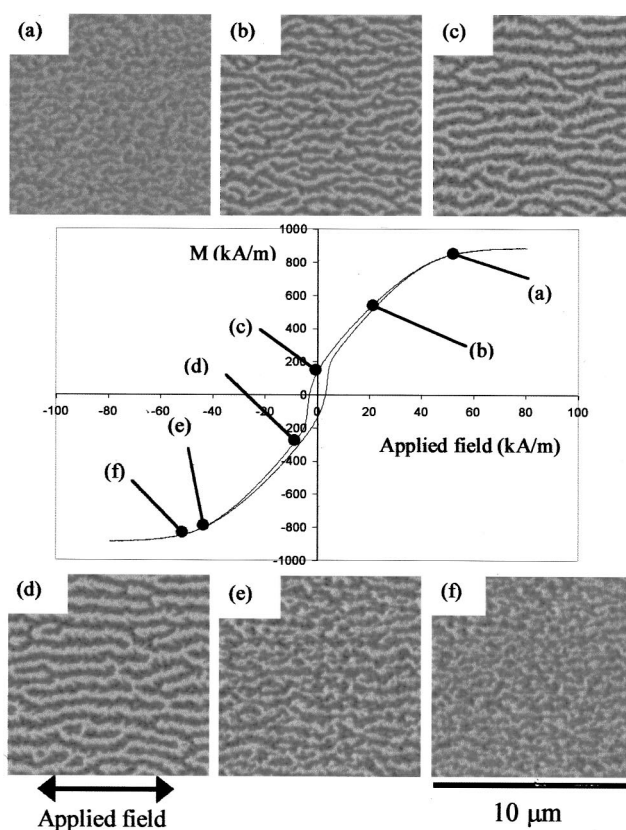 (a)
(b)
(c)
1000
M (kA/m)
800
(a)
600
(c)
400
(b)
(d)
200
0
-100 -80 -60 -40 -20 0 20 40 60 80 100
(e)
-200
Applied field (kA/m)
-400
(f)
-600
-800
-1000
(d)
(e)
(f)
Applied field
10 μm